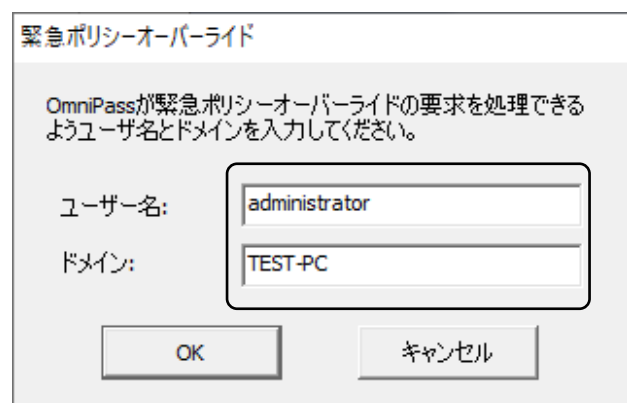 緊急ポリシーオーバーライド
OmniPassが緊急ポリシーオーバーライドの要求を処理できる
ようユーザ名とドメインを入力してください。
ユーザー名:
administrator
ドメイン:
TEST-PC
OK
キャンセル